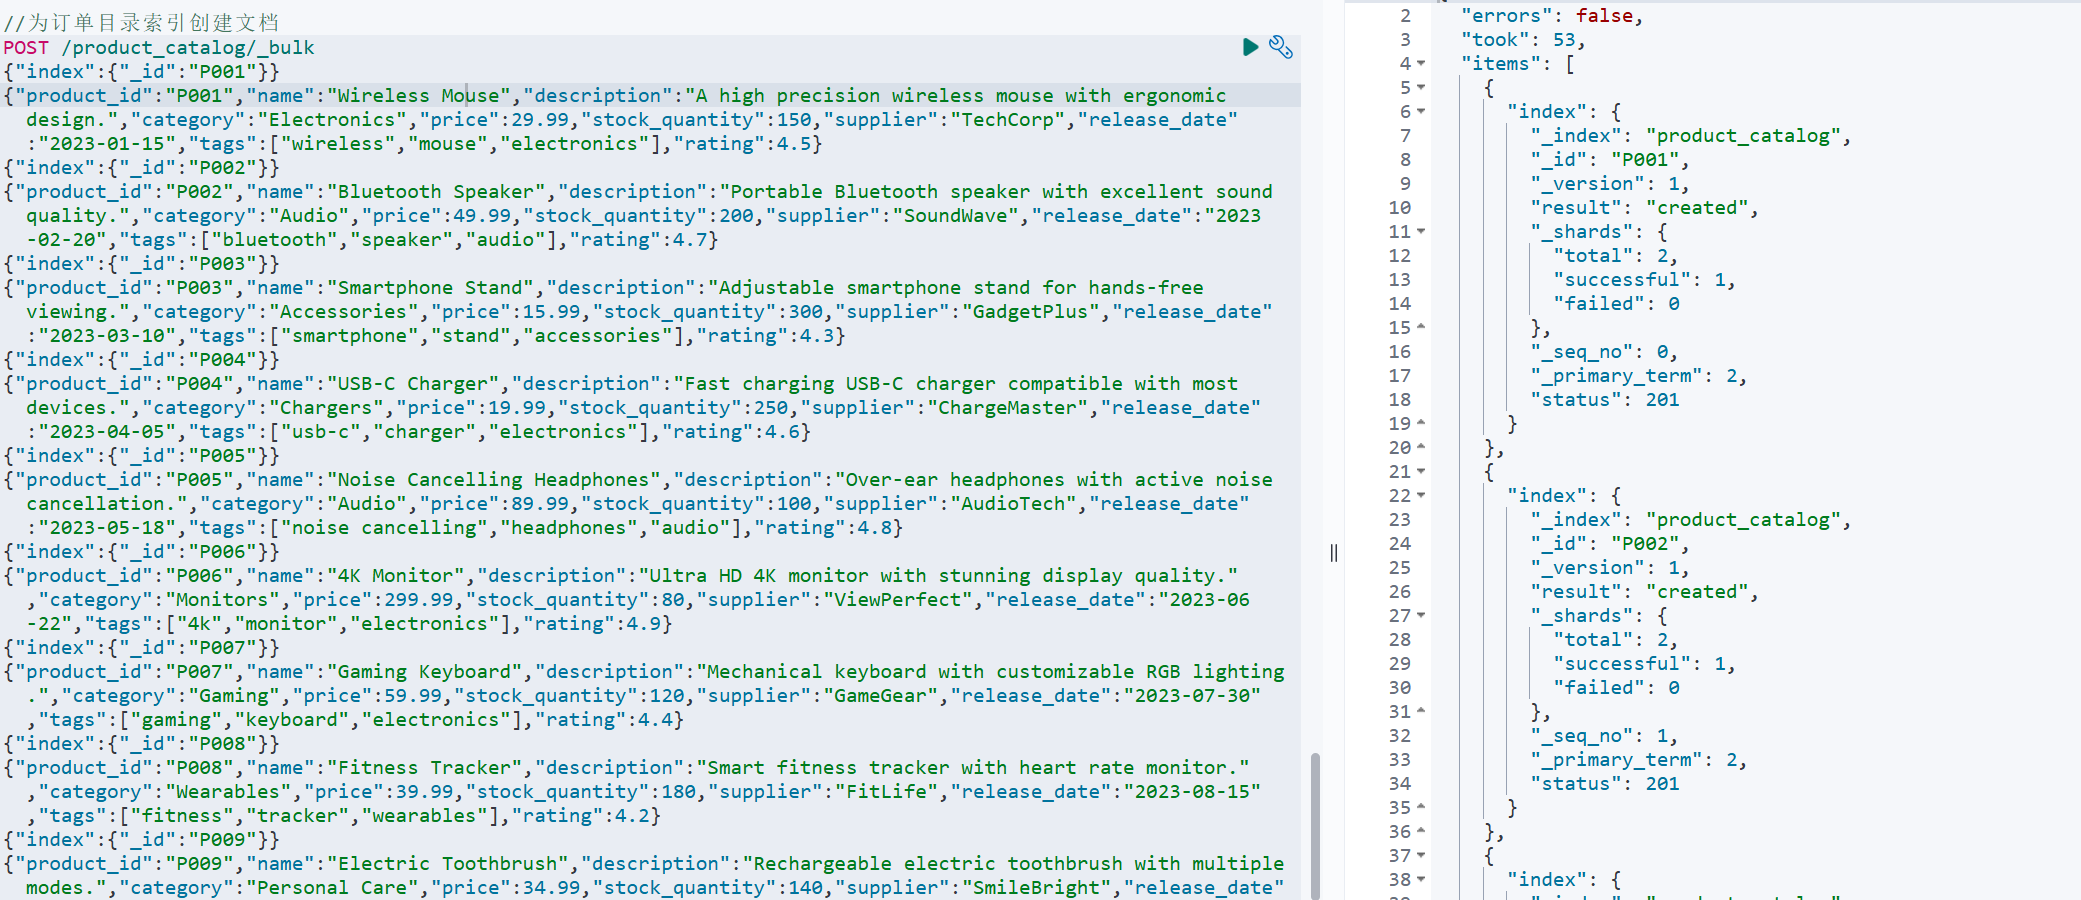 //为订单目录索引创建文档
POST /product_catalog/_bulk
{"index":{"_id":"P001"}}
{"product_id":"P001","name":"Wireless Mouse","description":"A high precision wireless mouse with ergonomic
design.","category":"Electronics","price":29.99,"stock_quantity":150,"supplier":"TechCorp","release_date"
:"2023-01-15","tags":["wireless","mouse","electronics"],"rating":4.5}
{"index":{"_id":"P002"}}
{"product_id":"P002","name":"Bluetooth Speaker","description":"Portable Bluetooth speaker with excellent sound
quality.","category":"Audio","price":49.99,"stock_quantity":200,"supplier":"SoundWave","release_date":"2023
-02-20","tags":["bluetooth","speaker","audio"],"rating":4.7}
{"index":{"_id":"P003"}}
{"product_id":"P003","name":"Smartphone Stand","description":"Adjustable smartphone stand for hands-free
viewing.","category":"Accessories","price":15.99,"stock_quantity":300,"supplier":"GadgetPlus","release_date"
:"2023-03-10","tags":["smartphone","stand","accessories"],"rating":4.3}
{"index":{"_id":"P004"}}
{"product_id":"P004","name":"USB-C Charger","description":"Fast charging USB-C charger compatible with most
devices.","category":"Chargers","price":19.99,"stock_quantity":250,"supplier":"ChargeMaster","release_date"
:"2023-04-05","tags":["usb-c","charger","electronics"],"rating":4.6}
{"index":{"_id":"P005"}}
{"product_id":"P005","name":"Noise Cancelling Headphones","description":"Over-ear headphones with active noise
cancellation.","category":"Audio","price":89.99,"stock_quantity":100,"supplier":"AudioTech","release_date"
:"2023-05-18","tags":["noise cancelling","headphones","audio"],"rating":4.8}
{"index":{"_id":"P006"}}
{"product_id":"P006","name":"4K Monitor","description":"Ultra HD 4K monitor with stunning display quality."
,"category":"Monitors","price":299.99,"stock_quantity":80,"supplier":"ViewPerfect","release_date":"2023-06
-22","tags":["4k","monitor","electronics"],"rating":4.9}
{"index":{"_id":"P007"}}
{"product_id":"P007","name":"Gaming Keyboard","description":"Mechanical keyboard with customizable RGB lighting
.","category":"Gaming","price":59.99,"stock_quantity":120,"supplier":"GameGear","release_date":"2023-07-30"
,"tags":["gaming","keyboard","electronics"],"rating":4.4}
{"index":{"_id":"P008"}}
{"product_id":"P008","name":"Fitness Tracker","description":"Smart fitness tracker with heart rate monitor."
,"category":"Wearables","price":39.99,"stock_quantity":180,"supplier":"FitLife","release_date":"2023-08-15"
,"tags":["fitness","tracker","wearables"],"rating":4.2}
{"index":{"_id":"P009"}}
{"product_id":"P009","name":"Electric Toothbrush","description":"Rechargeable electric toothbrush with multiple
modes.","category":"Personal Care","price":34.99,"stock_quantity":140,"supplier":"SmileBright","release_date"
2 "errors": false,
3 "took": 53,
4 "items": [
5 {
6 "index": {
7 "_index": "product_catalog",
8 "_id": "P001",
9 "_version": 1,
10 "result": "created",
11 "_shards": {
12 "total": 2,
13 "successful": 1,
14 "failed": 0
15 },
16 "_seq_no": 0,
17 "_primary_term": 2,
18 "status": 201
19 }
20 },
21 {
22 "index": {
23 "_index": "product_catalog",
24 "_id": "P002",
25 "_version": 1,
26 "result": "created",
27 "_shards": {
28 "total": 2,
29 "successful": 1,
30 "failed": 0
31 },
32 "_seq_no": 1,
33 "_primary_term": 2,
34 "status": 201
35 }
36 },
37 {
38 "index": {